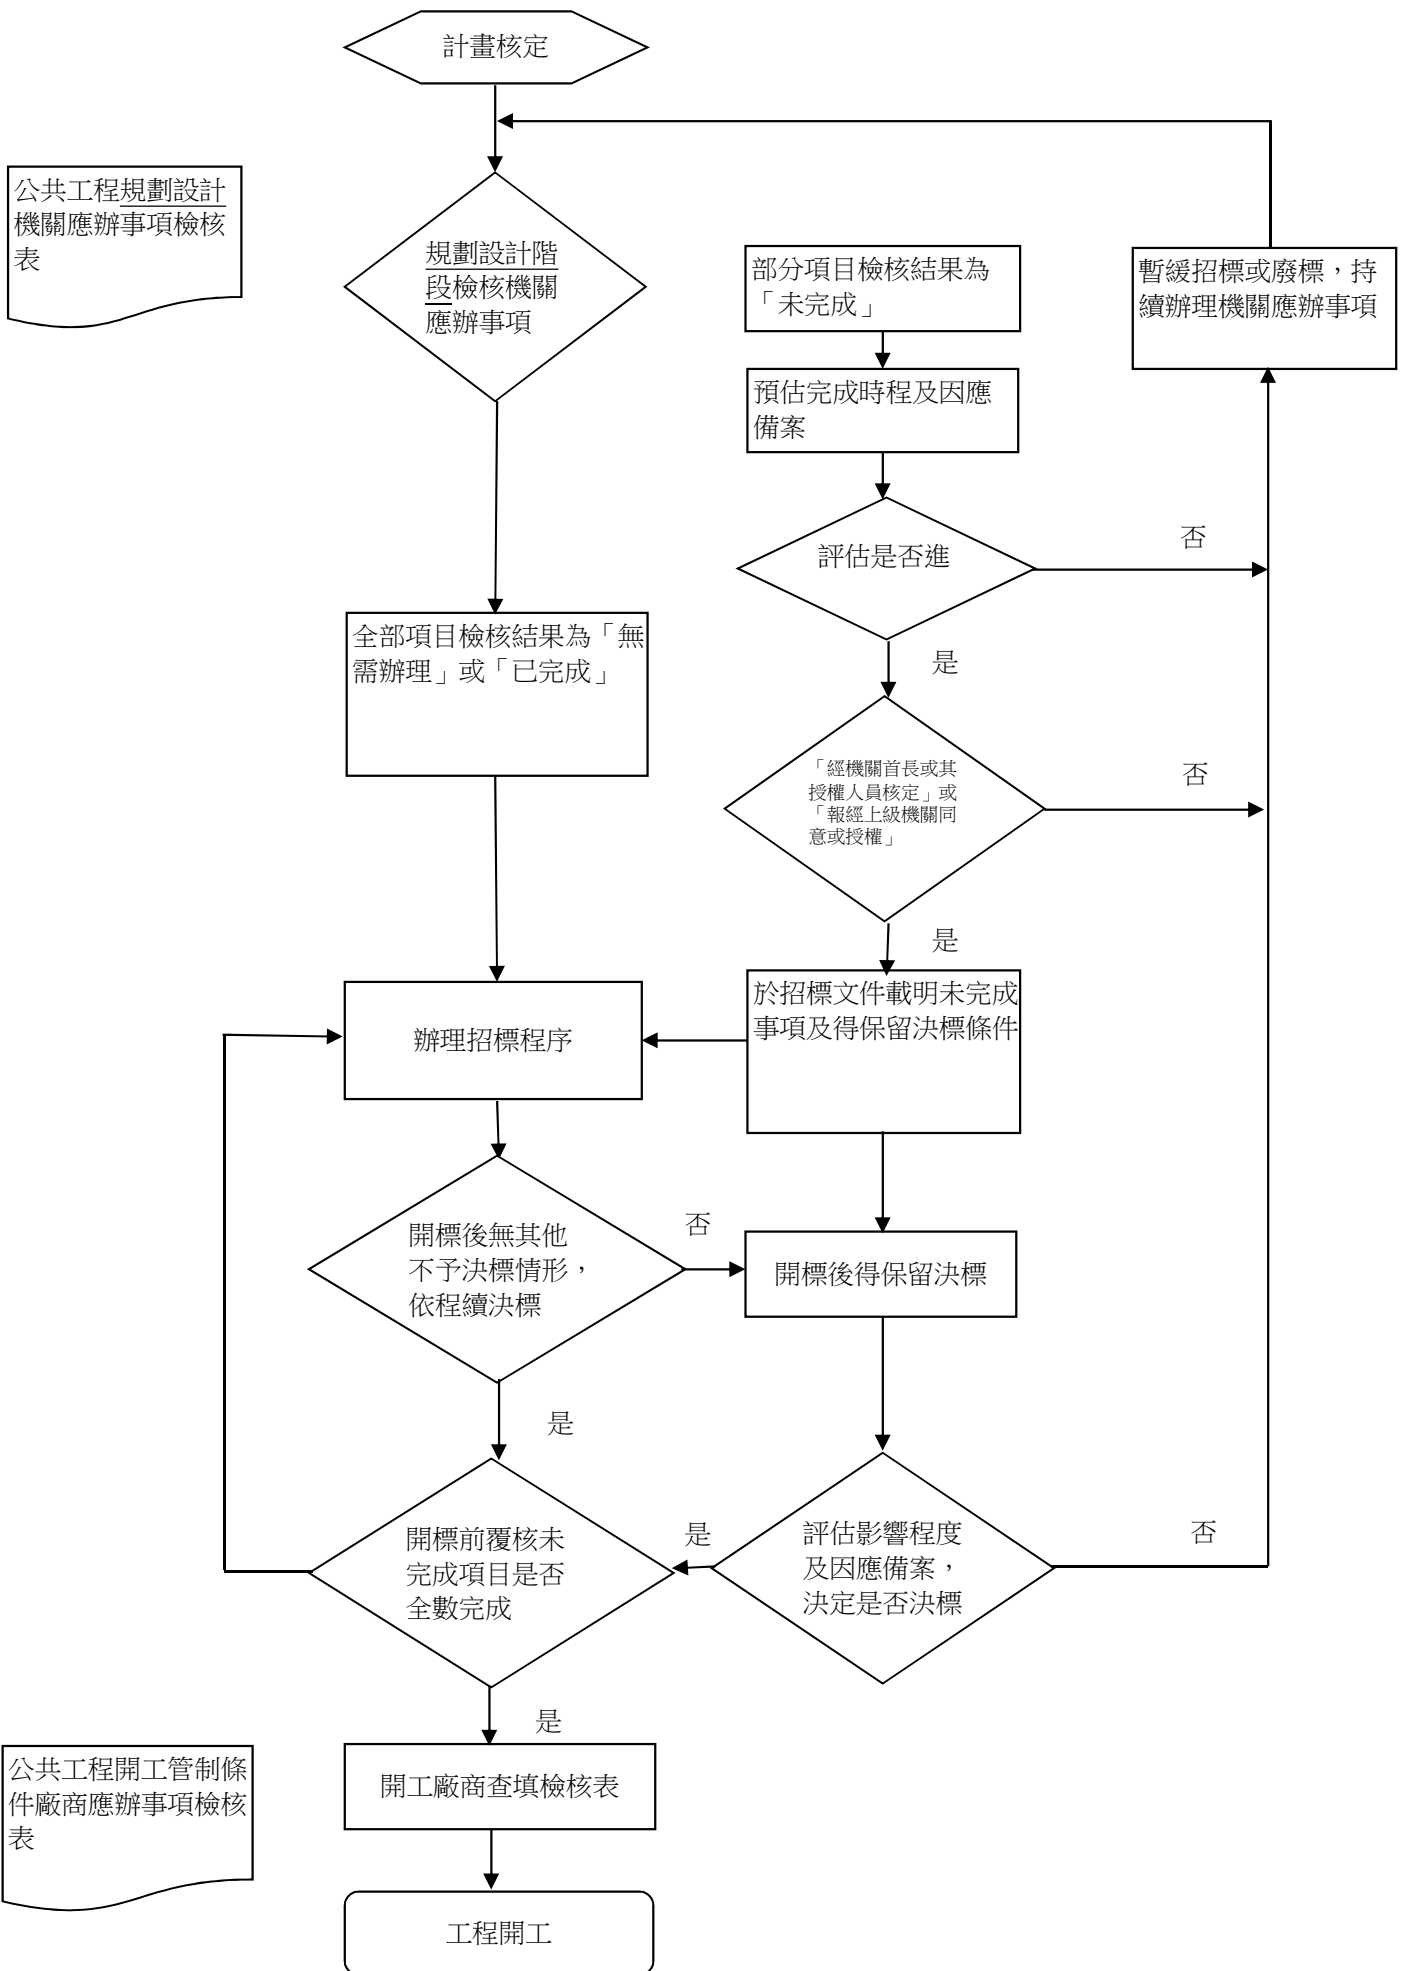 計畫核定
公共工程規劃設計
機關應辦事項檢核
表
規劃設計階
段檢核機關
應辦事項
部分項目檢核結果為
「未完成」
暫緩招標或廢標，持
續辦理機關應辦事項
預估完成時程及因應
備案
評估是否進
否
是
全部項目檢核結果為「無
需辦理」或「已完成」
「經機關首長或其
授權人員核定」或
「報經上級機關同
意或授權」
否
是
於招標文件載明未完成
事項及得保留決標條件
辦理招標程序
開標後無其他
不予決標情形，
依程續決標
否
開標後得保留決標
是
開標前覆核未
完成項目是否
全數完成
是
評估影響程度
及因應備案，
決定是否決標
否
是
公共工程開工管制條
件廠商應辦事項檢核
表
開工廠商查填檢核表
工程開工